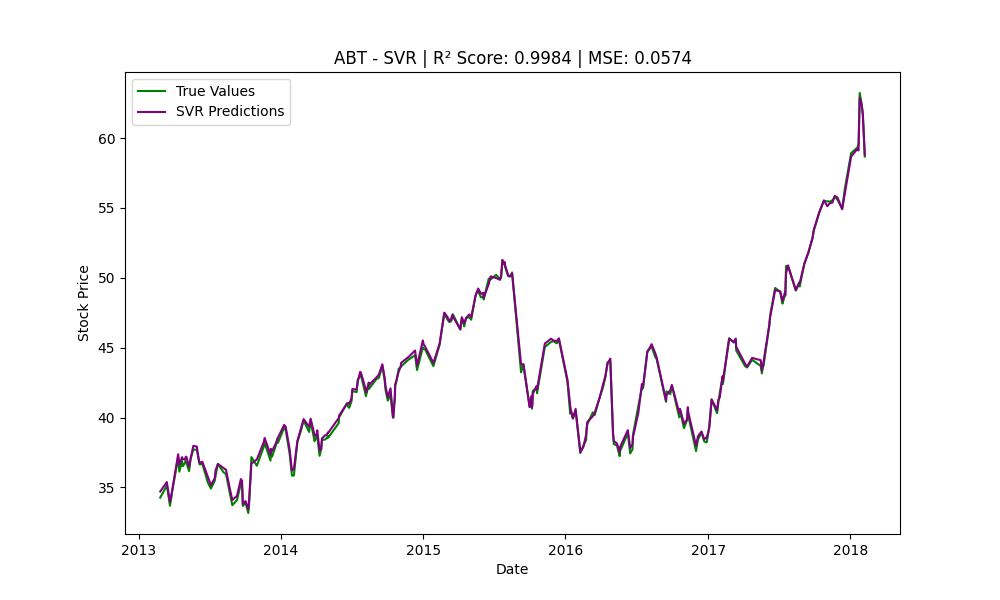 ABT - SVR | R² Score: 0.9984 | MSE: 0.0574
True Values
SVR Predictions
Stock Price
60
55
50
45
40
35
2013
2014
2015
2016
2017
2018
Date